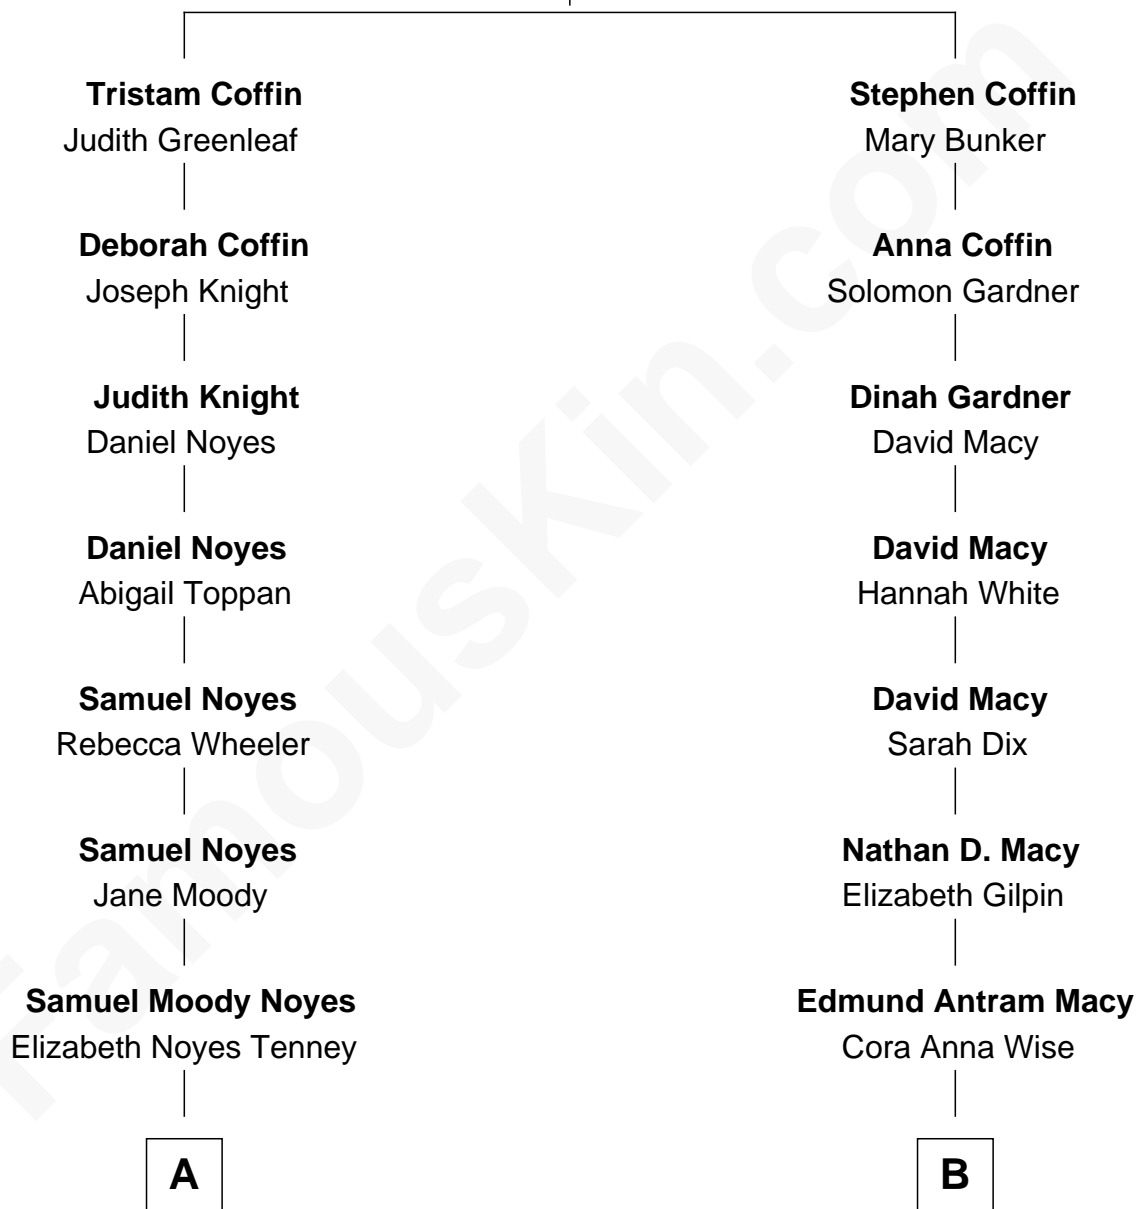 Tristam Coffin
Judith Greenleaf
Deborah Coffin
Joseph Knight
Judith Knight
Daniel Noyes
Daniel Noyes
Abigail Toppan
Samuel Noyes
Rebecca Wheeler
Samuel Noyes
Jane Moody
Samuel Moody Noyes
Elizabeth Noyes Tenney
A
Stephen Coffin
Mary Bunker
Anna Coffin
Solomon Gardner
Dinah Gardner
David Macy
David Macy
Hannah White
David Macy
Sarah Dix
Nathan D. Macy
Elizabeth Gilpin
Edmund Antram Macy
Cora Anna Wise
B
FamousKin.com